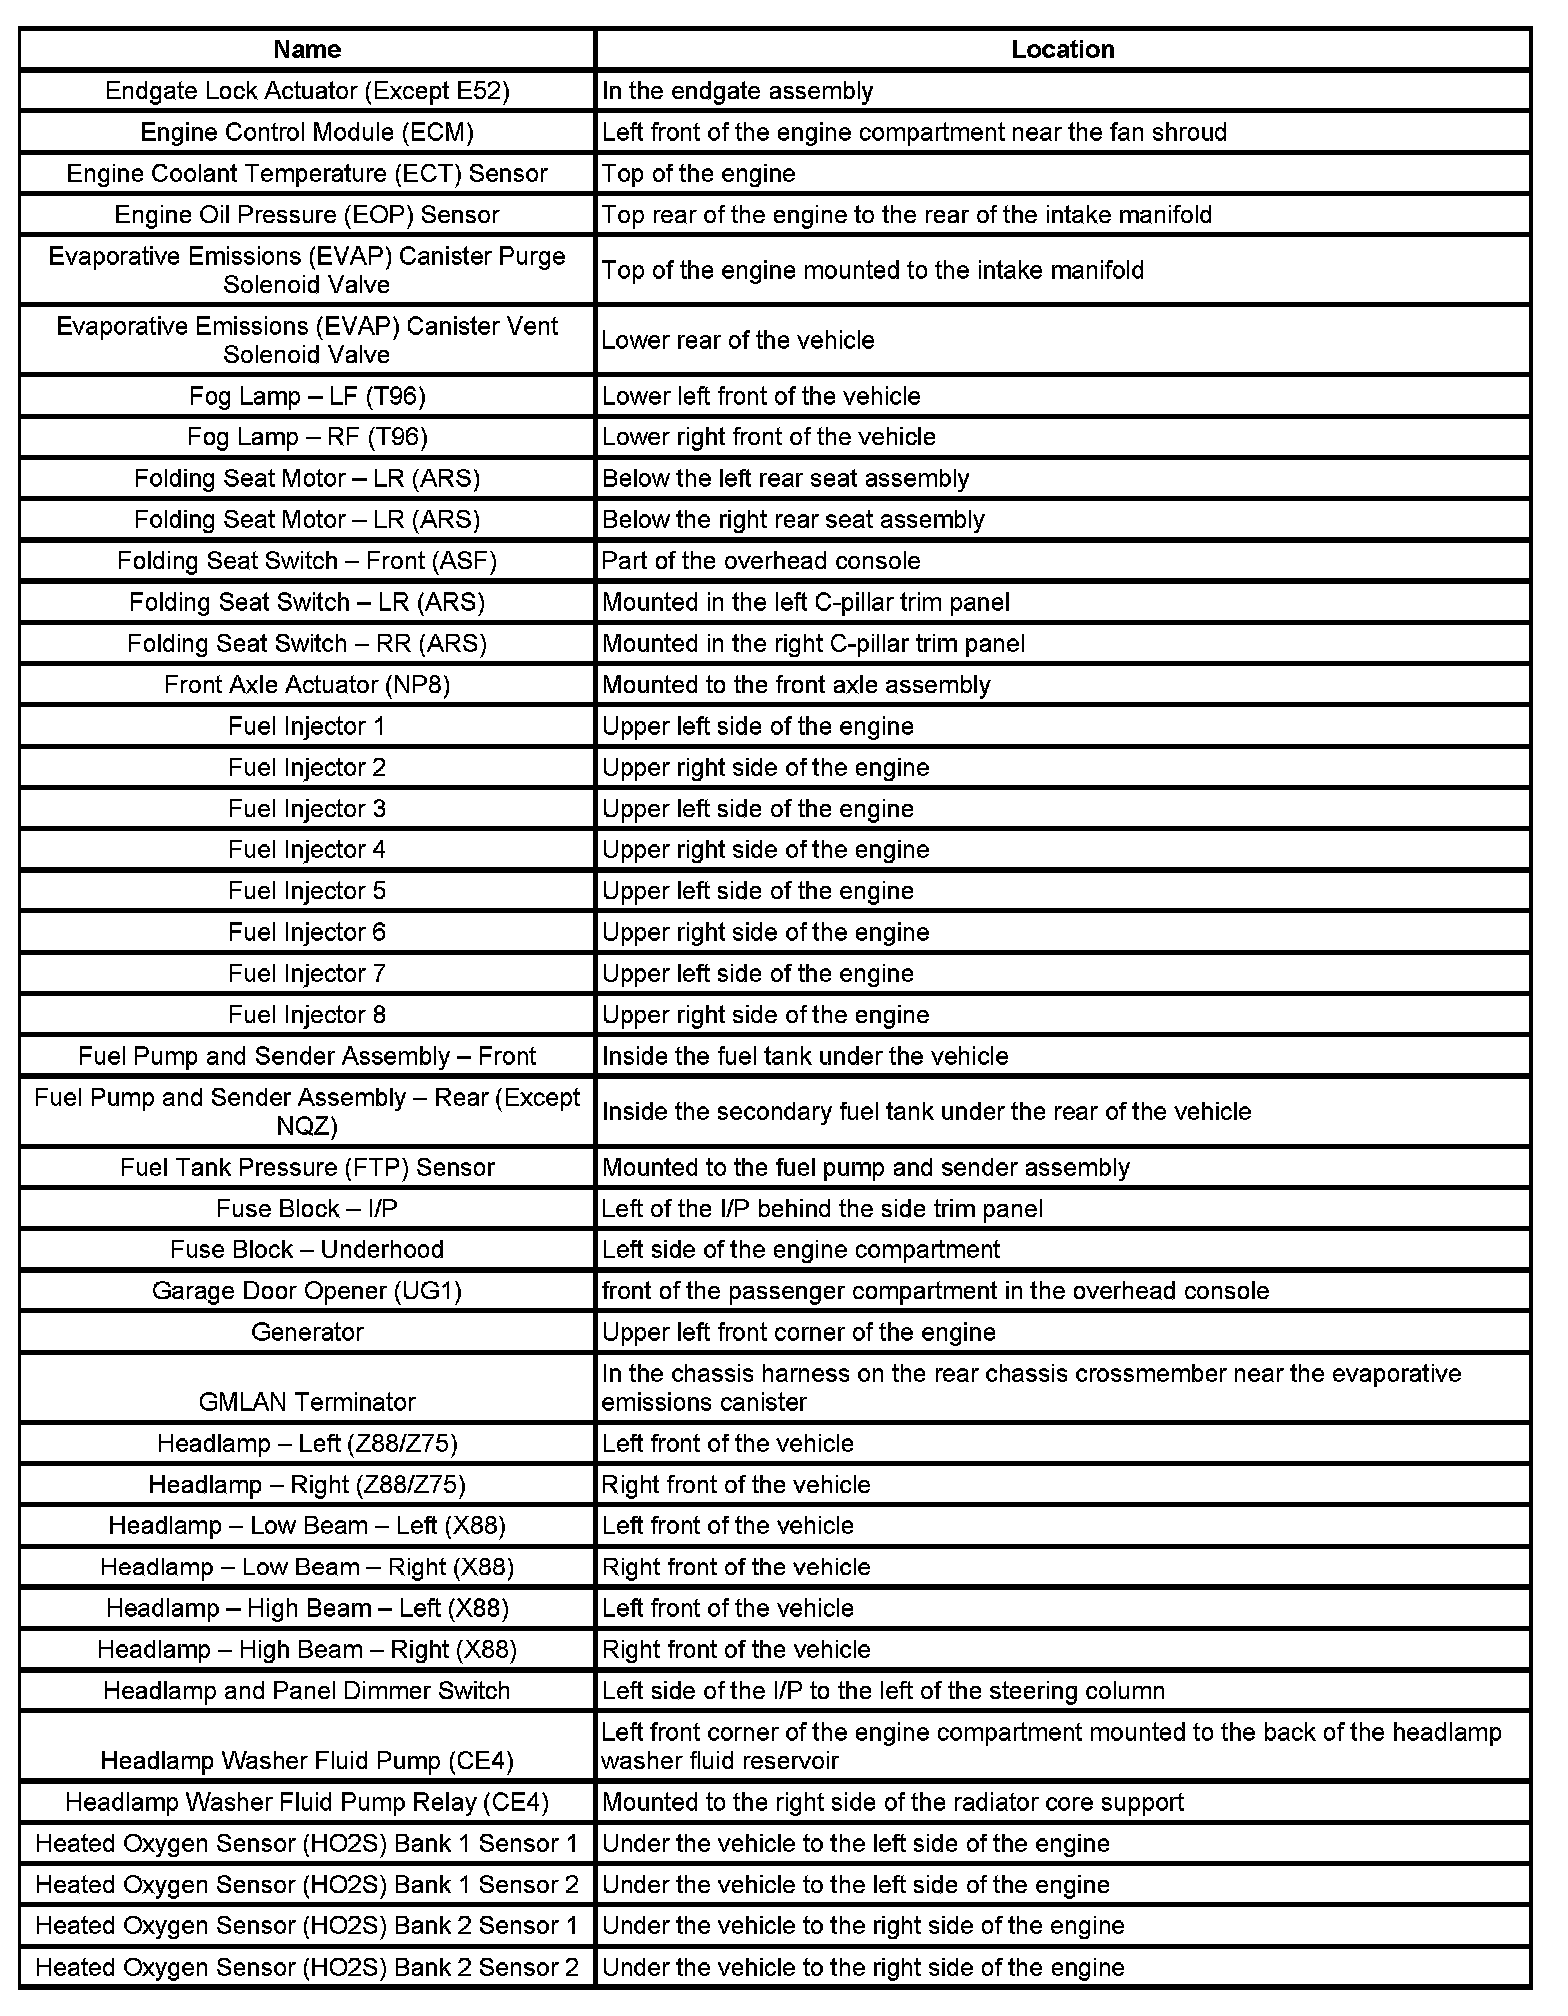 Name Location
Endgate Lock Actuator (Except E52) In the endgate assembly
Engine Control Module (ECM) Left front of the engine compartment near the fan shroud
Engine Coolant Temperature (ECT) Sensor Top of the engine
Engine Oil Pressure (EOP) Sensor Top rear of the engine to the rear of the intake manifold
Evaporative Emissions (EVAP) Canister Purge
Solenoid Valve
Top of the engine mounted to the intake manifold
Evaporative Emissions (EVAP) Canister Vent
Solenoid Valve
Lower rear of the vehicle
Fog Lamp – LF (T96) Lower left front of the vehicle
Fog Lamp – RF (T96) Lower right front of the vehicle
Folding Seat Motor – LR (ARS) Below the left rear seat assembly
Folding Seat Motor – LR (ARS) Below the right rear seat assembly
Folding Seat Switch – Front (ASF) Part of the overhead console
Folding Seat Switch – LR (ARS) Mounted in the left C-pillar trim panel
Folding Seat Switch – RR (ARS) Mounted in the right C-pillar trim panel
Front Axle Actuator (NP8) Mounted to the front axle assembly
Fuel Injector 1 Upper left side of the engine
Fuel Injector 2 Upper right side of the engine
Fuel Injector 3 Upper left side of the engine
Fuel Injector 4 Upper right side of the engine
Fuel Injector 5 Upper left side of the engine
Fuel Injector 6 Upper right side of the engine
Fuel Injector 7 Upper left side of the engine
Fuel Injector 8 Upper right side of the engine
Fuel Pump and Sender Assembly – Front Inside the fuel tank under the vehicle
Fuel Pump and Sender Assembly – Rear (Except
NQZ)
Inside the secondary fuel tank under the rear of the vehicle
Fuel Tank Pressure (FTP) Sensor Mounted to the fuel pump and sender assembly
Fuse Block – I/P Left of the I/P behind the side trim panel
Fuse Block – Underhood Left side of the engine compartment
Garage Door Opener (UG1) front of the passenger compartment in the overhead console
Generator Upper left front corner of the engine
GMLAN Terminator
In the chassis harness on the rear chassis crossmember near the evaporative
emissions canister
Headlamp – Left (Z88/Z75) Left front of the vehicle
Headlamp – Right (Z88/Z75) Right front of the vehicle
Headlamp – Low Beam – Left (X88) Left front of the vehicle
Headlamp – Low Beam – Right (X88) Right front of the vehicle
Headlamp – High Beam – Left (X88) Left front of the vehicle
Headlamp – High Beam – Right (X88) Right front of the vehicle
Headlamp and Panel Dimmer Switch Left side of the I/P to the left of the steering column
Headlamp Washer Fluid Pump (CE4)
Left front corner of the engine compartment mounted to the back of the headlamp
washer fluid reservoir
Headlamp Washer Fluid Pump Relay (CE4) Mounted to the right side of the radiator core support
Heated Oxygen Sensor (HO2S) Bank 1 Sensor 1 Under the vehicle to the left side of the engine
Heated Oxygen Sensor (HO2S) Bank 1 Sensor 2 Under the vehicle to the left side of the engine
Heated Oxygen Sensor (HO2S) Bank 2 Sensor 1 Under the vehicle to the right side of the engine
Heated Oxygen Sensor (HO2S) Bank 2 Sensor 2 Under the vehicle to the right side of the engine